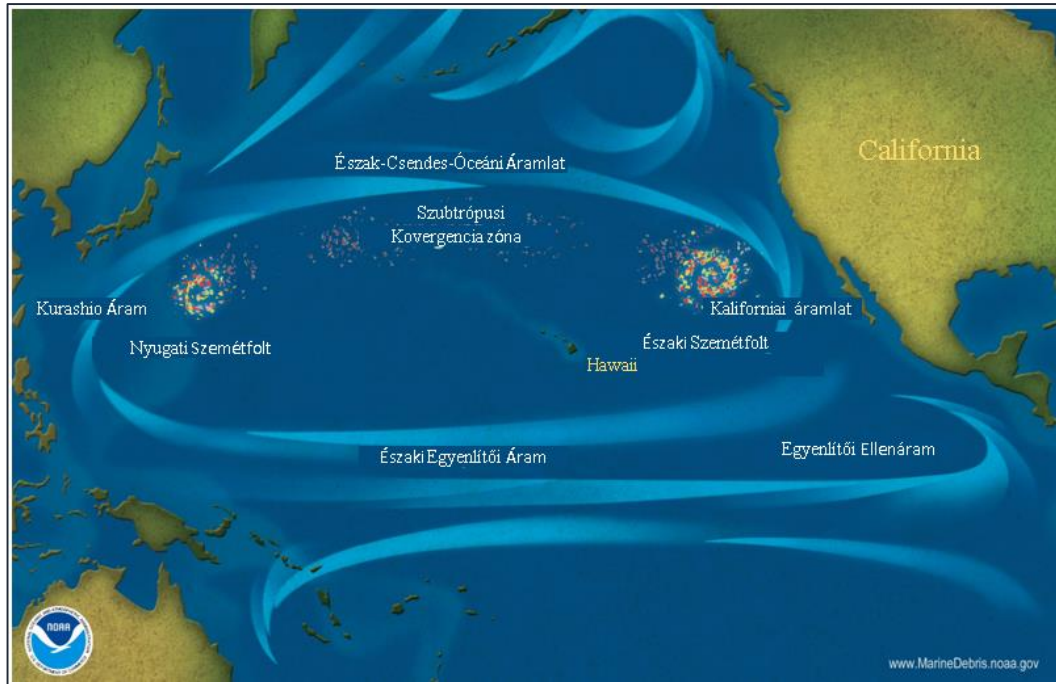 California
Észak-Csendes-Óceáni Áramlat
Szubtrópusi
Kovergencia zóna
Kurashio Áram
Kaliforniai áramlat
Nyugati Szemétfolt
Északi Szemétfolt
Hawaii
Északi Egyenlítői Áram
Egyenlítői Ellenáram
NOAA
www.MarineDebris.noaa.gov